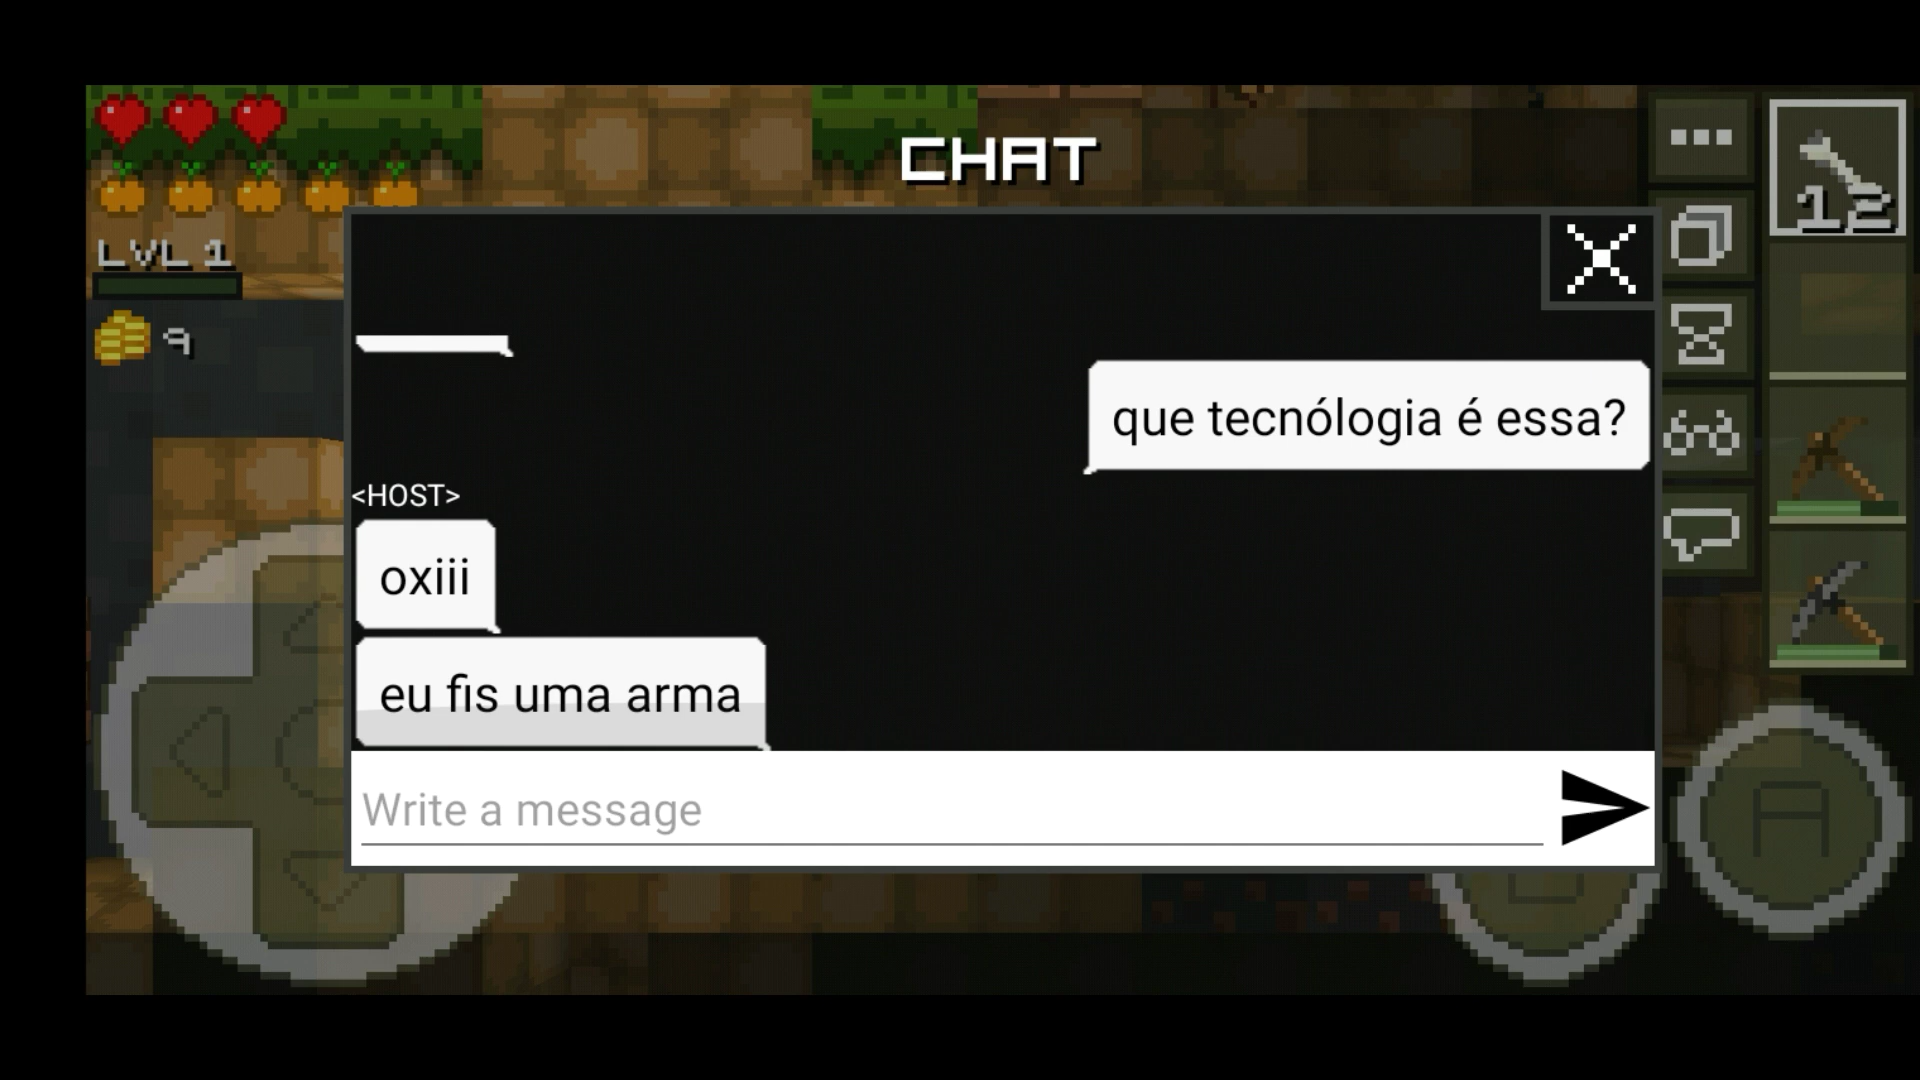 CHAT
LVL 1
9
12
que tecnólogia é essa?
<HOST>
oxiii
eu fis uma arma
Write a message
A